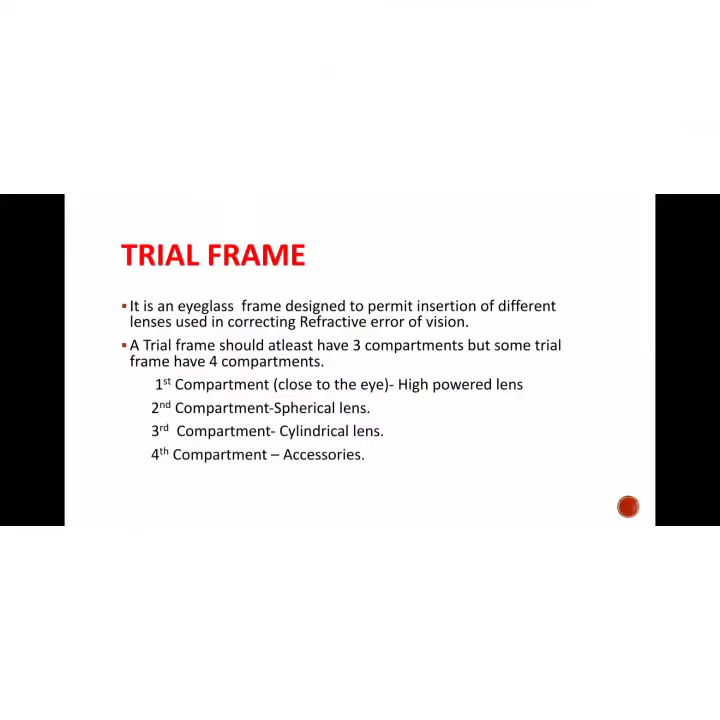 TRIAL FRAME
▪It is an eyeglass frame designed to permit insertion of different
lenses used in correcting Refractive error of vision.
▪A Trial frame should atleast have 3 compartments but some trial
frame have 4 compartments.
1st Compartment (close to the eye)- High powered lens
2nd Compartment-Spherical lens.
3rd Compartment- Cylindrical lens.
4th Compartment – Accessories.